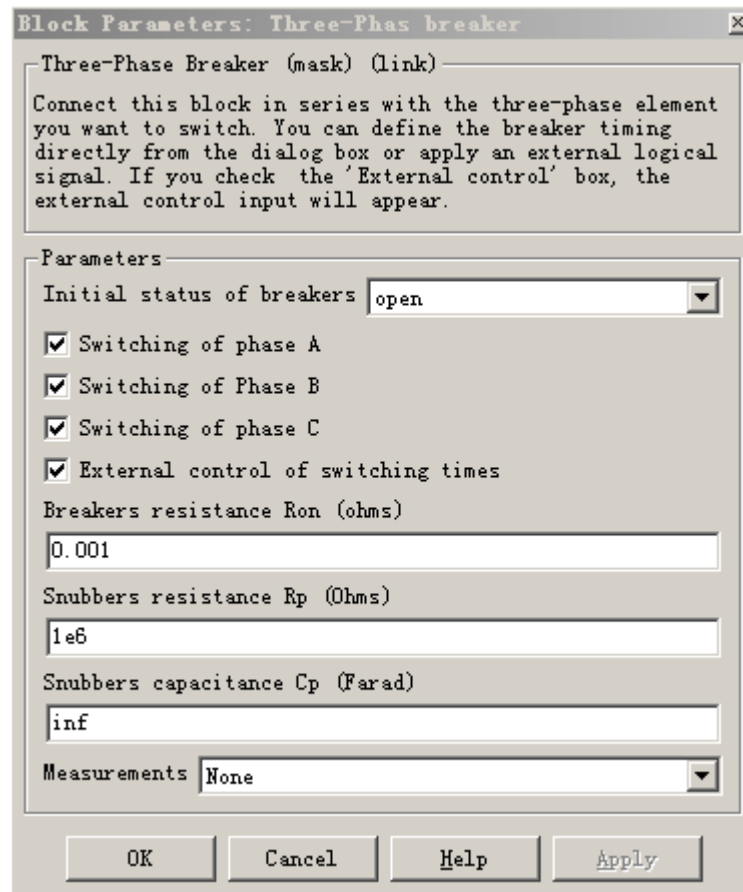 Block Parameters: Three-Phas breaker
Three-Phase Breaker (mask) (link)
Connect this block in series with the three-phase element
you want to switch. You can define the breaker timing
directly from the dialog box or apply an external logical
signal. If you check the 'External control' box, the
external control input will appear.
Parameters
Initial status of breakers open
Switching of phase A
Switching of Phase B
Switching of phase C
External control of switching times
Breakers resistance Ron (ohms)
0.001
Snubbers resistance Rp (Ohms)
1e6
Snubbers capacitance Cp (Farad)
inf
Measurements None
OK Cancel Help Apply